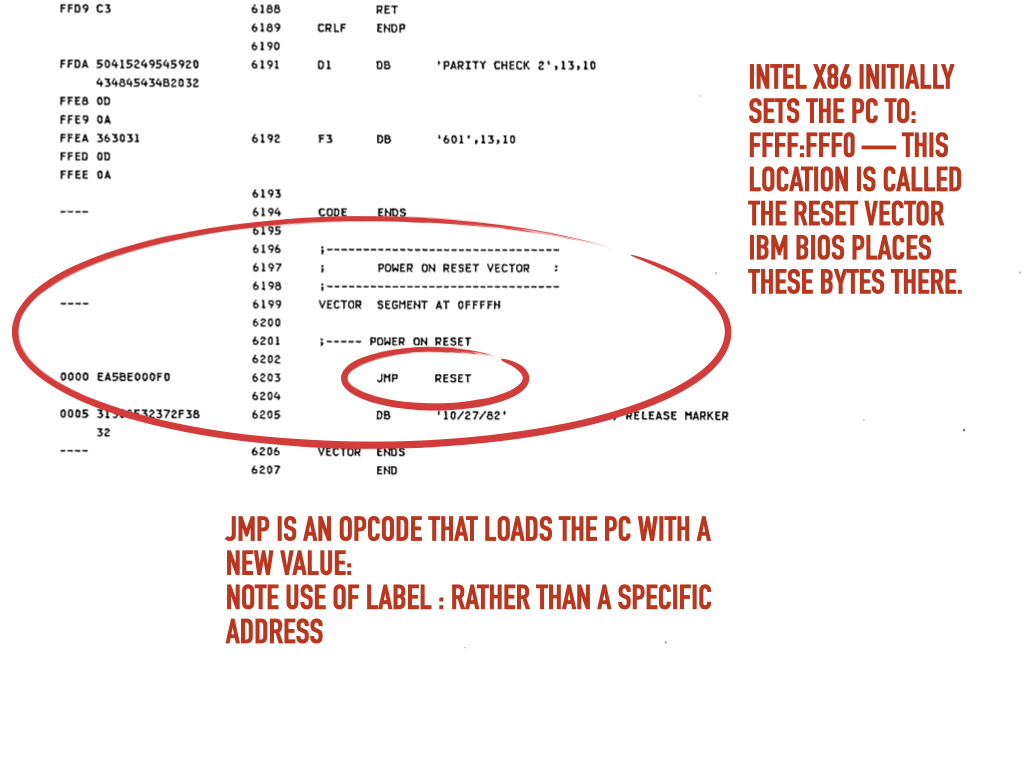 FFD9 C3 6188 RET
6189 CRLF ENDP
6190
FFDA 50415249545920 6191 D1 DB 'PARITY CHECK 2',13,10
434845434B2032
FFE8 0D
FFE9 0A
FFEA 363031 6192 F3 DB '601',13,10
FFED 0D
FFEE 0A
6193
---- 6194 CODE ENDS
6195
6196 ;--------------------------------
6197 ; POWER ON RESET VECTOR :
6198 ;--------------------------------
---- 6199 VECTOR SEGMENT AT 0FFFFH
6200
6201 ;----- POWER ON RESET
6202
0000 EA5BE000F0 6203 JMP RESET
6204
0005 6205 DB '10/27/82' ; RELEASE MARKER
32
---- 6206 VECTOR ENDS
6207 END
INTEL X86 INITIALLY
SETS THE PC TO:
FFFF:FFF0 — THIS
LOCATION IS CALLED
THE RESET VECTOR
IBM BIOS PLACES
THESE BYTES THERE.
JMP IS AN OPCODE THAT LOADS THE PC WITH A
NEW VALUE:
NOTE USE OF LABEL : RATHER THAN A SPECIFIC
ADDRESS